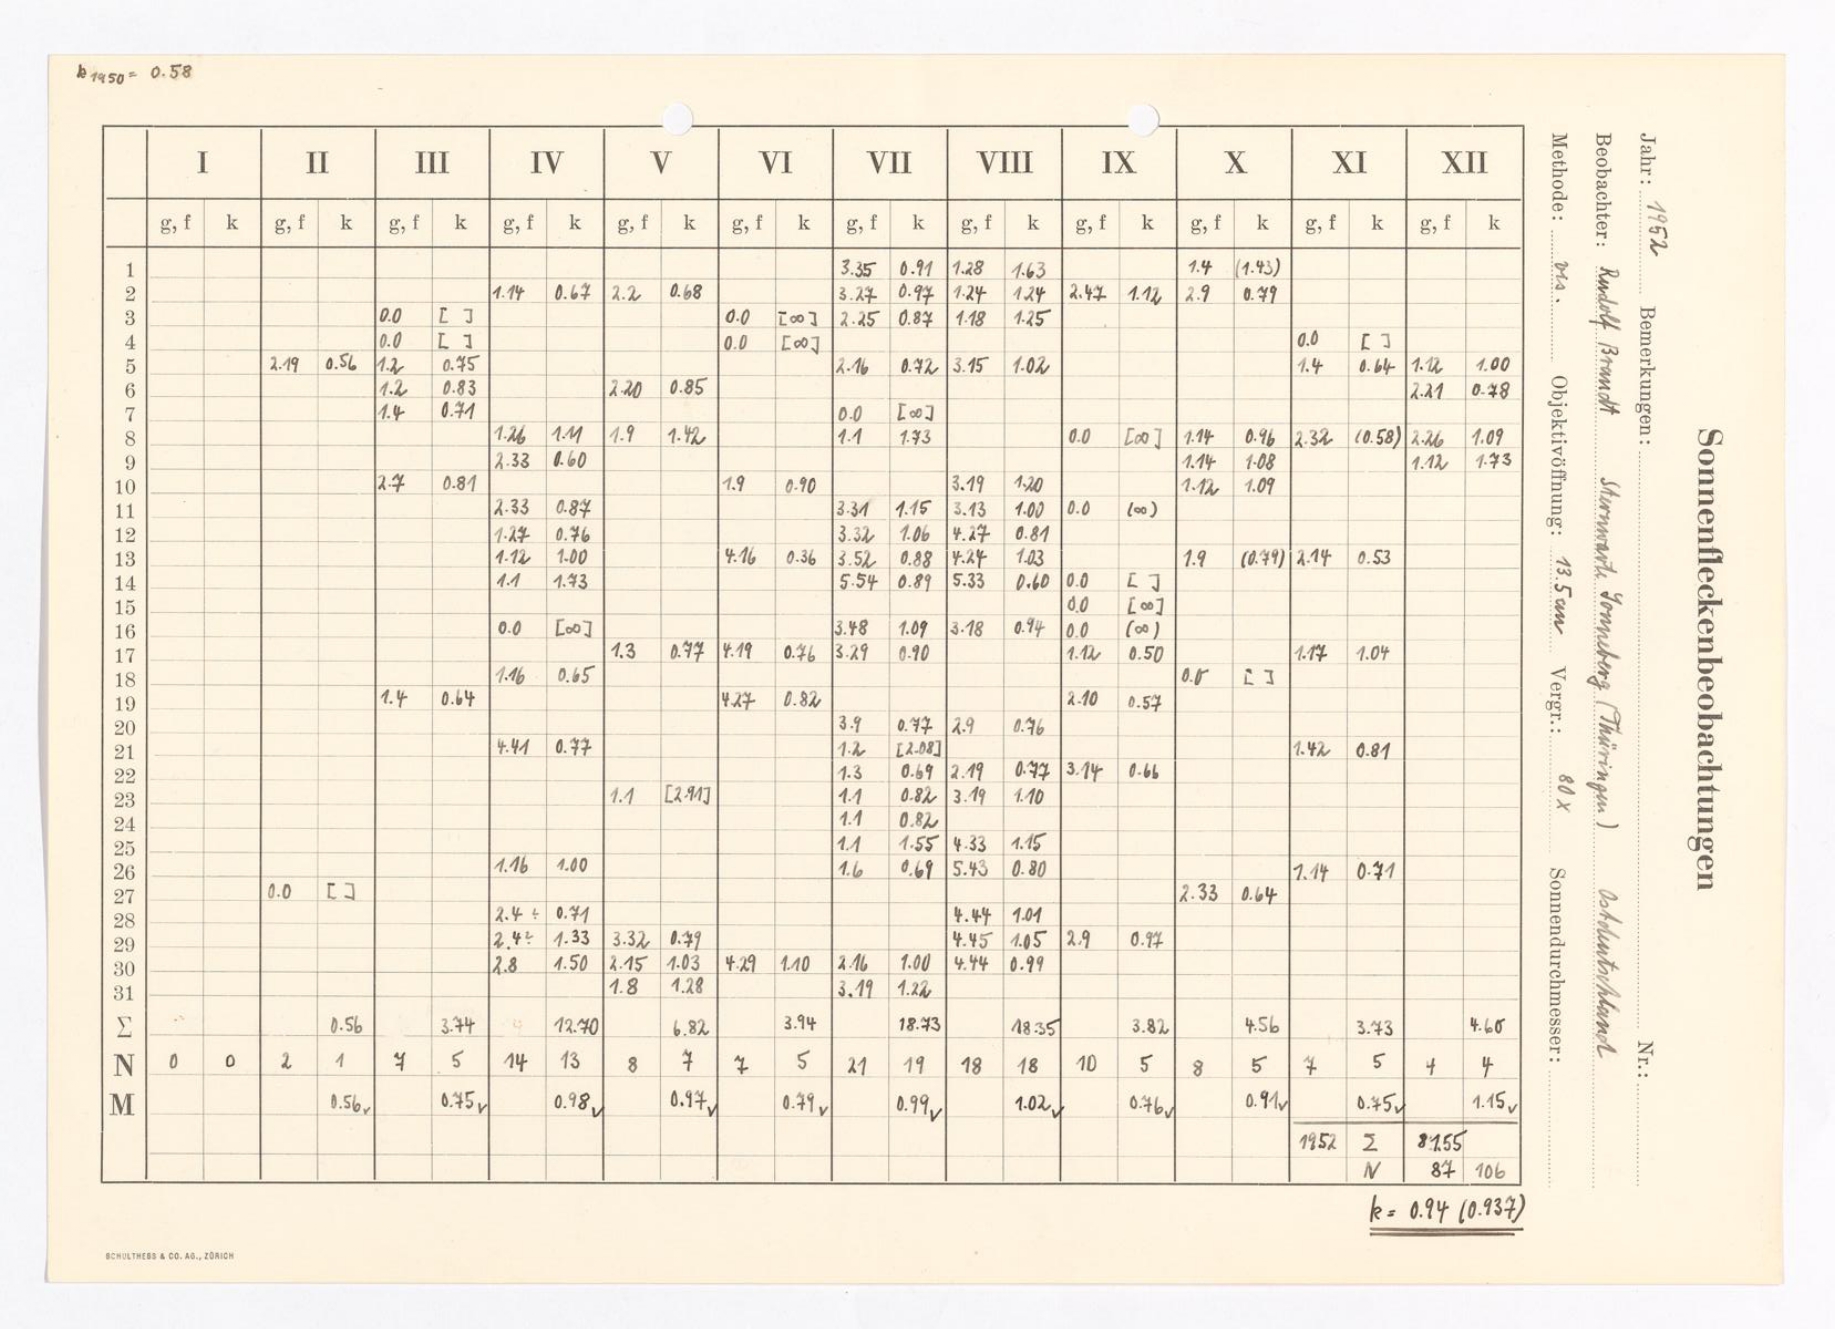 k 1950 = 0.58
Sonnenfleckenbeobachtungen
Jahr: 1952 Bemerkungen: Nr.:
Beobachter: Rudolf Brandt Sternwarte Sonneberg (Thüringen) Ostdeutschland
Methode: vis. Objektivöffnung: 13.5 cm Vergr.: 80 x Sonnendurchmesser:
I II III IV V VI VII VIII IX X XI XII
g, f k g, f k g, f k g, f k g, f k g, f k g, f k g, f k g, f k g, f k g, f k g, f k
1 3.35 0.91 1.28 1.63 1.4 (1.43)
2 1.14 0.67 2.2 0.68 3.27 0.97 1.24 1.24 2.47 1.12 2.9 0.79
3 0.0 [ ] 0.0 [∞] 2.25 0.87 1.18 1.25
4 0.0 [ ] 0.0 [∞] 0.0 [ ]
5 2.19 0.56 1.2 0.75 2.16 0.72 3.15 1.02 1.4 0.64 1.12 1.00
6 1.2 0.83 2.20 0.85 2.21 0.78
7 1.4 0.71 0.0 [∞]
8 1.26 1.11 1.9 1.42 1.1 1.73 0.0 [∞] 1.14 0.96 2.32 (0.58) 2.26 1.09
9 2.33 0.60 1.14 1.08 1.12 1.73
10 2.7 0.81 1.9 0.90 3.19 1.20 1.12 1.09
11 2.33 0.87 3.31 1.15 3.13 1.00 0.0 (∞)
12 1.27 0.76 3.32 1.06 4.27 0.81
13 1.12 1.00 4.16 0.36 3.52 0.88 4.24 1.03 1.9 (0.79) 2.14 0.53
14 1.1 1.73 5.54 0.89 5.33 0.60 0.0 [ ]
15 0.0 [∞]
16 0.0 [∞] 3.48 1.09 3.18 0.94 0.0 (∞)
17 1.3 0.77 4.19 0.76 3.29 0.90 1.12 0.50 1.17 1.04
18 1.16 0.65 0.0 [ ]
19 1.4 0.64 4.27 0.82 2.10 0.57
20 3.9 0.77 2.9 0.76
21 4.41 0.77 1.2 [2.08] 1.42 0.81
22 1.3 0.69 2.19 0.77 3.14 0.66
23 1.1 [2.91] 1.1 0.82 3.19 1.10
24 1.1 0.82
25 1.1 1.55 4.33 1.15
26 1.16 1.00 1.6 0.69 5.43 0.80 1.14 0.71
27 0.0 [ ] 2.33 0.64
28 2.4 0.71 4.44 1.01
29 2.4 1.33 3.32 0.79 4.45 1.05 2.9 0.97
30 2.8 1.50 2.15 1.03 4.29 1.10 2.16 1.00 4.44 0.99
31 1.8 1.28 3.19 1.22
Σ 0.56 3.74 12.70 6.82 3.94 18.73 18.35 3.82 4.56 3.73 4.60
N 0 0 2 1 7 5 14 13 8 7 7 5 21 19 18 18 10 5 8 5 7 5 4 4
M 0.56✓ 0.75✓ 0.98✓ 0.97✓ 0.79✓ 0.99✓ 1.02✓ 0.76✓ 0.91✓ 0.75✓ 1.15✓
1952 Σ 81.55
N 87 106
k = 0.94 (0.937)
SCHULTHESS & CO. AG., ZÜRICH